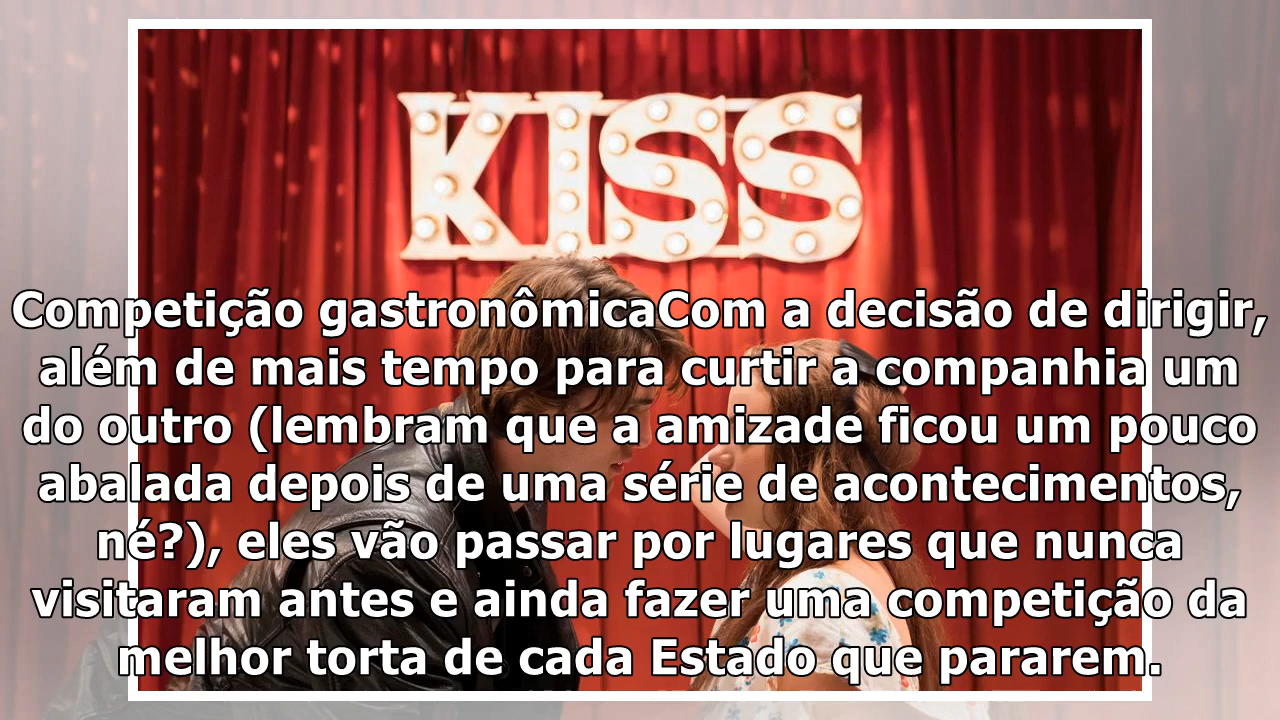 KISS
Competição gastronômicaCom a decisão de dirigir,
além de mais tempo para curtir a companhia um
do outro (lembram que a amizade ficou um pouco
abalada depois de uma série de acontecimentos,
né?), eles vão passar por lugares que nunca
visitaram antes e ainda fazer uma competição da
melhor torta de cada Estado que pararem.